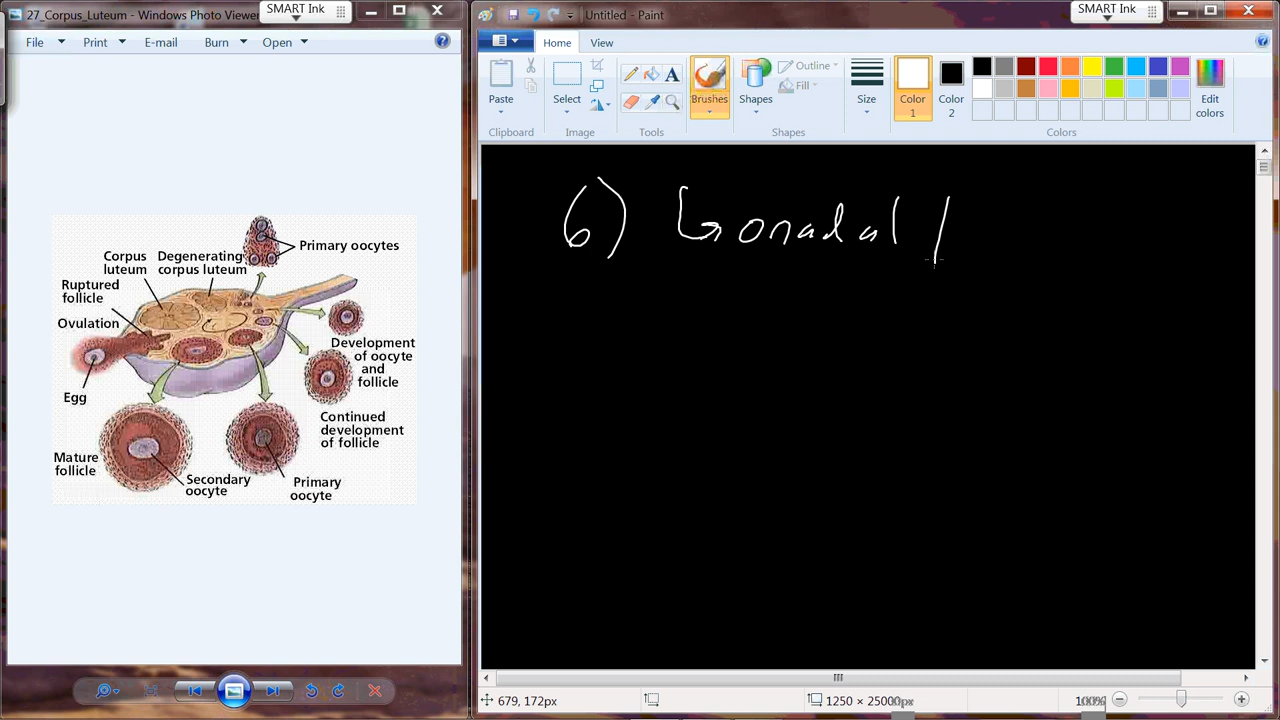 27_Corpus_Luteum - Windows Photo Viewer
SMART Ink
File Print E-mail Burn Open
Primary oocytes
Corpus luteum
Degenerating corpus luteum
Ruptured follicle
Ovulation
Egg
Development of oocyte and follicle
Continued development of follicle
Mature follicle
Secondary oocyte
Primary oocyte
Untitled - Paint
SMART Ink
Home View
Paste
Select
Brushes
Shapes
Outline
Fill
Size
Color 1
Color 2
Edit colors
Clipboard Image Tools Shapes Colors
6) Gonadal
679, 172px
1250 × 25000px
100%